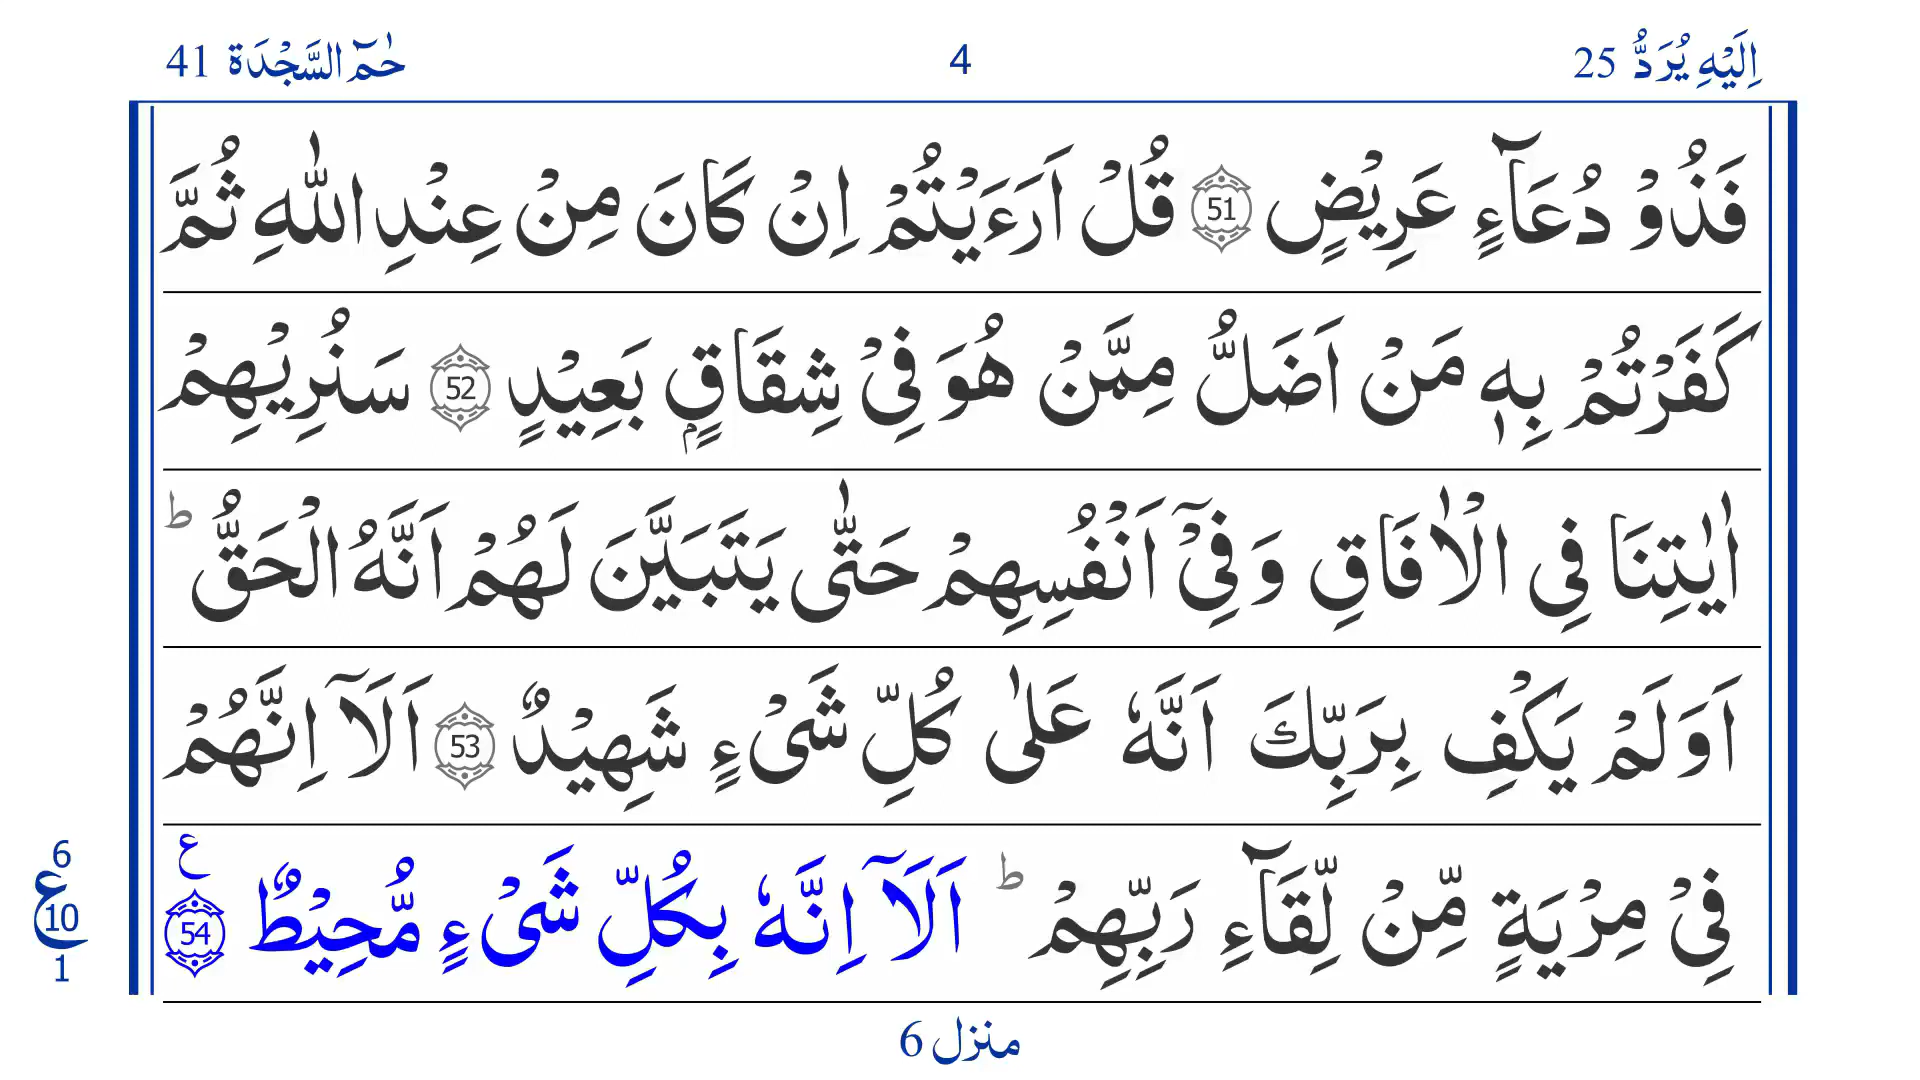 اِلَيْهِ يُرَدُّ 25 4 حٰمٓ السَّجْدَة 41
فَذُوْ دُعَآءٍ عَرِيْضٍ 51 قُلْ اَرَءَيْتُمْ اِنْ كَانَ مِنْ عِنْدِ اللّٰهِ ثُمَّ
كَفَرْتُمْ بِهٖ مَنْ اَضَلُّ مِمَّنْ هُوَ فِىْ شِقَاقٍۭ بَعِيْدٍ 52 سَنُرِيْهِمْ
اٰيٰتِنَا فِى الْاٰفَاقِ وَفِىْٓ اَنْفُسِهِمْ حَتّٰى يَتَبَيَّنَ لَهُمْ اَنَّهُ الْحَقُّ ط
اَوَلَمْ يَكْفِ بِرَبِّكَ اَنَّهٗ عَلٰى كُلِّ شَىْءٍ شَهِيْدٌ 53 اَلَآ اِنَّهُمْ
فِىْ مِرْيَةٍ مِّنْ لِّقَآءِ رَبِّهِمْ ط اَلَآ اِنَّهٗ بِكُلِّ شَىْءٍ مُّحِيْطٌ 54 ع
6
ع 10
1
منزل 6